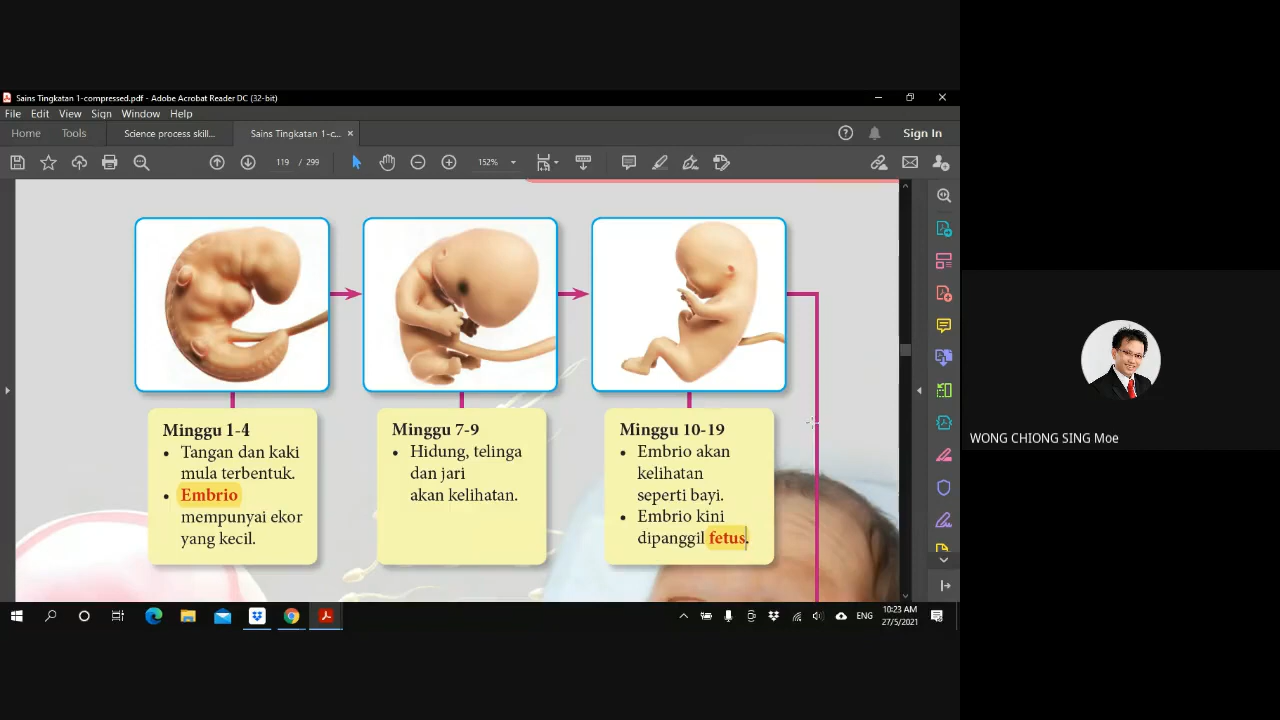 Sains Tingkatan 1-compressed.pdf - Adobe Acrobat Reader DC (32-bit)
File Edit View Sign Window Help
Home Tools Science process skill... Sains Tingkatan 1-c... × Sign In
119 / 299 152%
Minggu 1-4
• Tangan dan kaki
mula terbentuk.
• Embrio
mempunyai ekor
yang kecil.
Minggu 7-9
• Hidung, telinga
dan jari
akan kelihatan.
Minggu 10-19
• Embrio akan
kelihatan
seperti bayi.
• Embrio kini
dipanggil fetus.
WONG CHIONG SING Moe
ENG
10:23 AM
27/5/2021